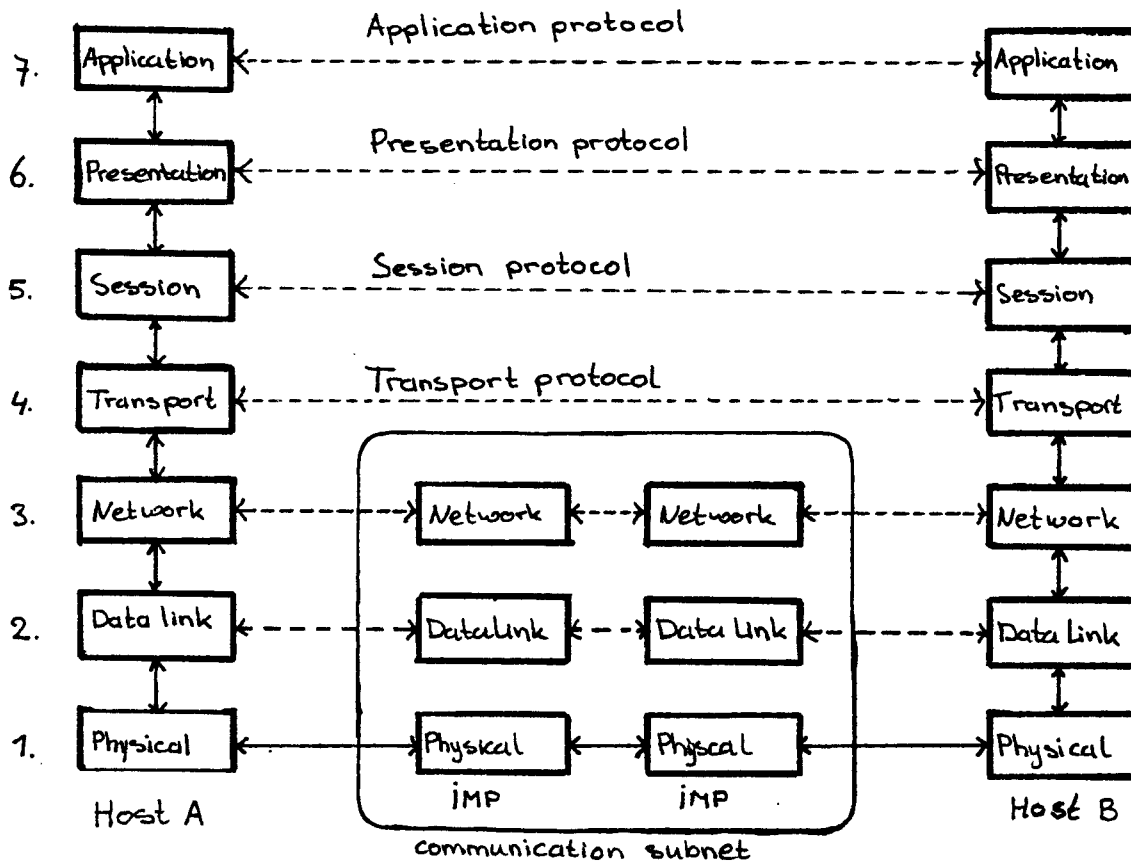 Application protocol
7. Application Application
Presentation protocol
6. Presentation Presentation
Session protocol
5. Session Session
Transport protocol
4. Transport Transport
3. Network Network Network Network
2. Data link Data Link Data Link Data Link
1. Physical Physical Physcal Physical
Host A iMP iMP Host B
communication subnet